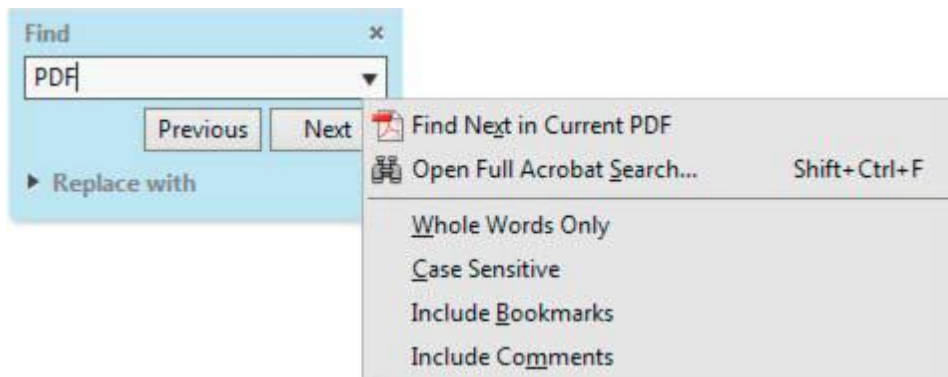 Find
PDF
Previous Next
Replace with
Find Next in Current PDF
Open Full Acrobat Search... Shift+Ctrl+F
Whole Words Only
Case Sensitive
Include Bookmarks
Include Comments